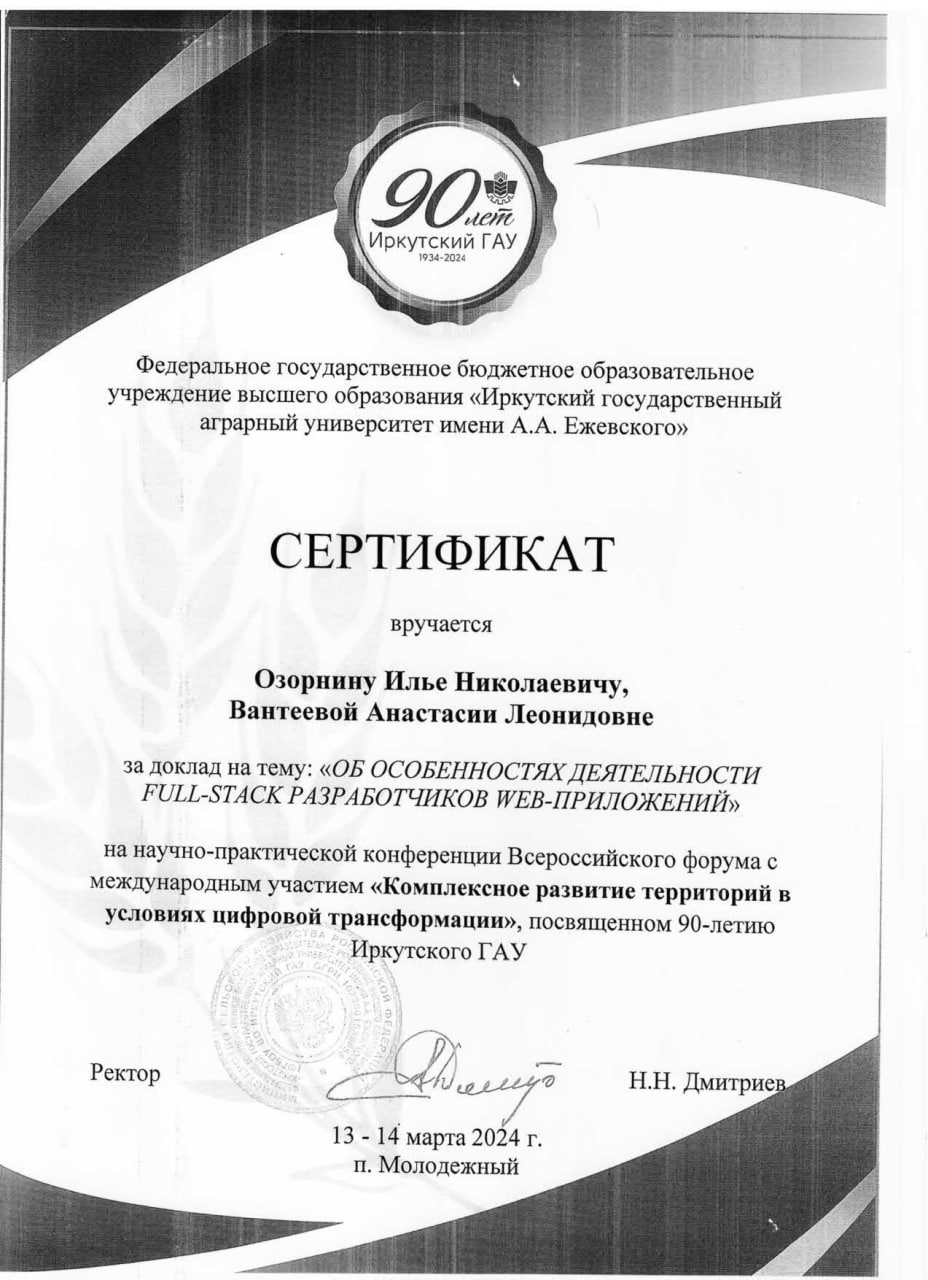 90 лет
Иркутский ГАУ
1934-2024
Федеральное государственное бюджетное образовательное
учреждение высшего образования «Иркутский государственный
аграрный университет имени А.А. Ежевского»
СЕРТИФИКАТ
вручается
Озорнину Илье Николаевичу,
Вантеевой Анастасии Леонидовне
за доклад на тему: «ОБ ОСОБЕННОСТЯХ ДЕЯТЕЛЬНОСТИ
FULL-STACK РАЗРАБОТЧИКОВ WEB-ПРИЛОЖЕНИЙ»
на научно-практической конференции Всероссийского форума с
международным участием «Комплексное развитие территорий в
условиях цифровой трансформации», посвященном 90-летию
Иркутского ГАУ
Ректор
Н.Н. Дмитриев
13 - 14 марта 2024 г.
п. Молодежный